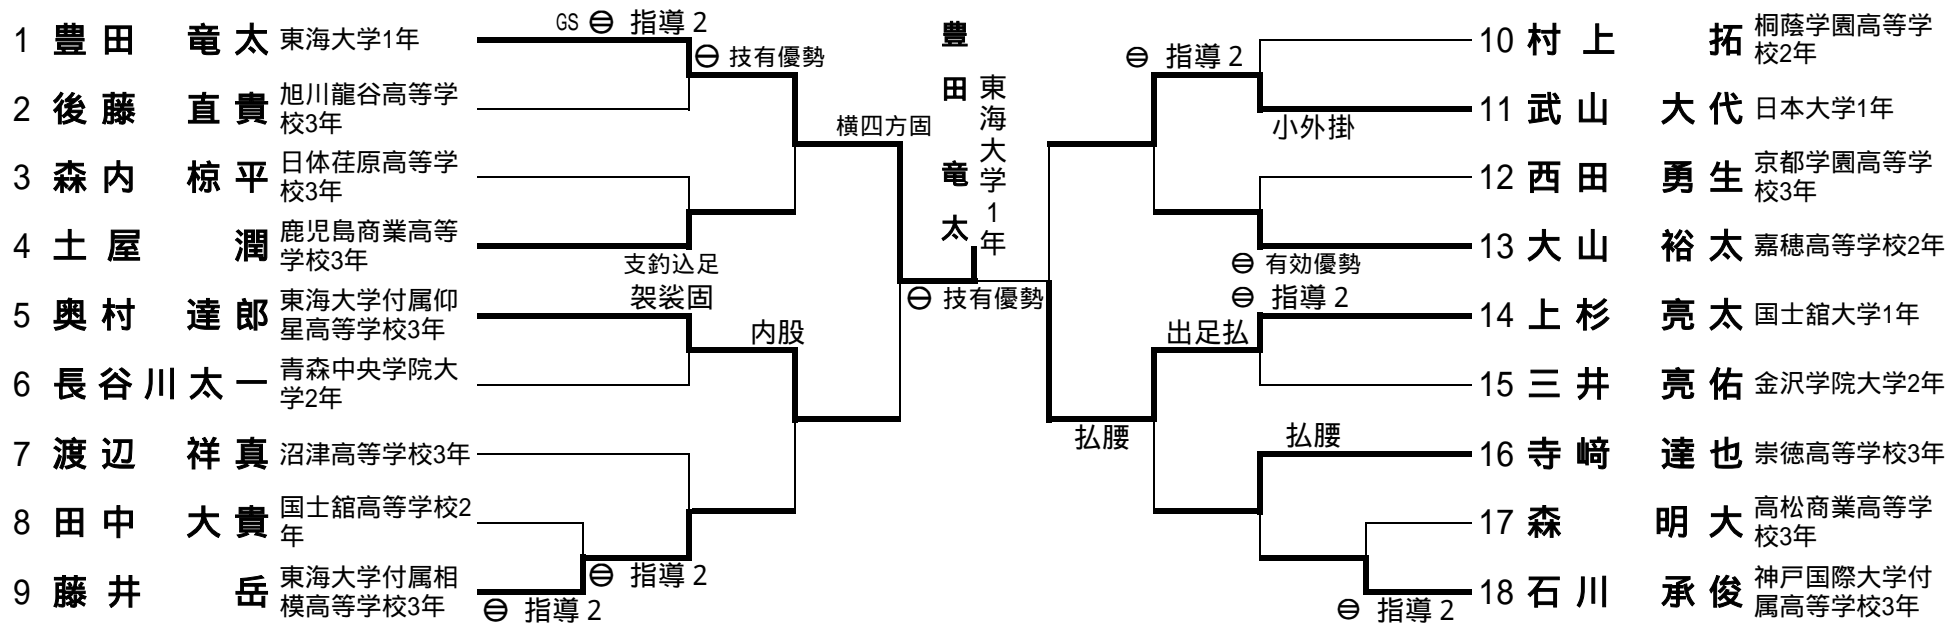 1 豊田 竜太 東海大学1年
2 後藤 直貴 旭川龍谷高等学
校3年
3 森内 椋平 日体荏原高等学
校3年
4 土屋 潤 鹿児島商業高等
学校3年
5 奥村 達郎 東海大学付属仰
星高等学校3年
6 長谷川太一 青森中央学院大
学2年
7 渡辺 祥真 沼津高等学校3年
8 田中 大貴 国士舘高等学校2
年
9 藤井 岳 東海大学付属相
模高等学校3年
GS ㊀ 指導2
㊀ 技有優勢
横四方固
支釣込足
袈裟固
内股
㊀ 指導2
㊀ 指導2
豊田竜太
東海大学1年
㊀ 技有優勢
㊀ 指導2
小外掛
㊀ 有効優勢
㊀ 指導2
出足払
払腰
払腰
㊀ 指導2
10 村上 拓 桐蔭学園高等学
校2年
11 武山 大代 日本大学1年
12 西田 勇生 京都学園高等学
校3年
13 大山 裕太 嘉穂高等学校2年
14 上杉 亮太 国士舘大学1年
15 三井 亮佑 金沢学院大学2年
16 寺﨑 達也 崇徳高等学校3年
17 森 明大 高松商業高等学
校3年
18 石川 承俊 神戸国際大学付
属高等学校3年